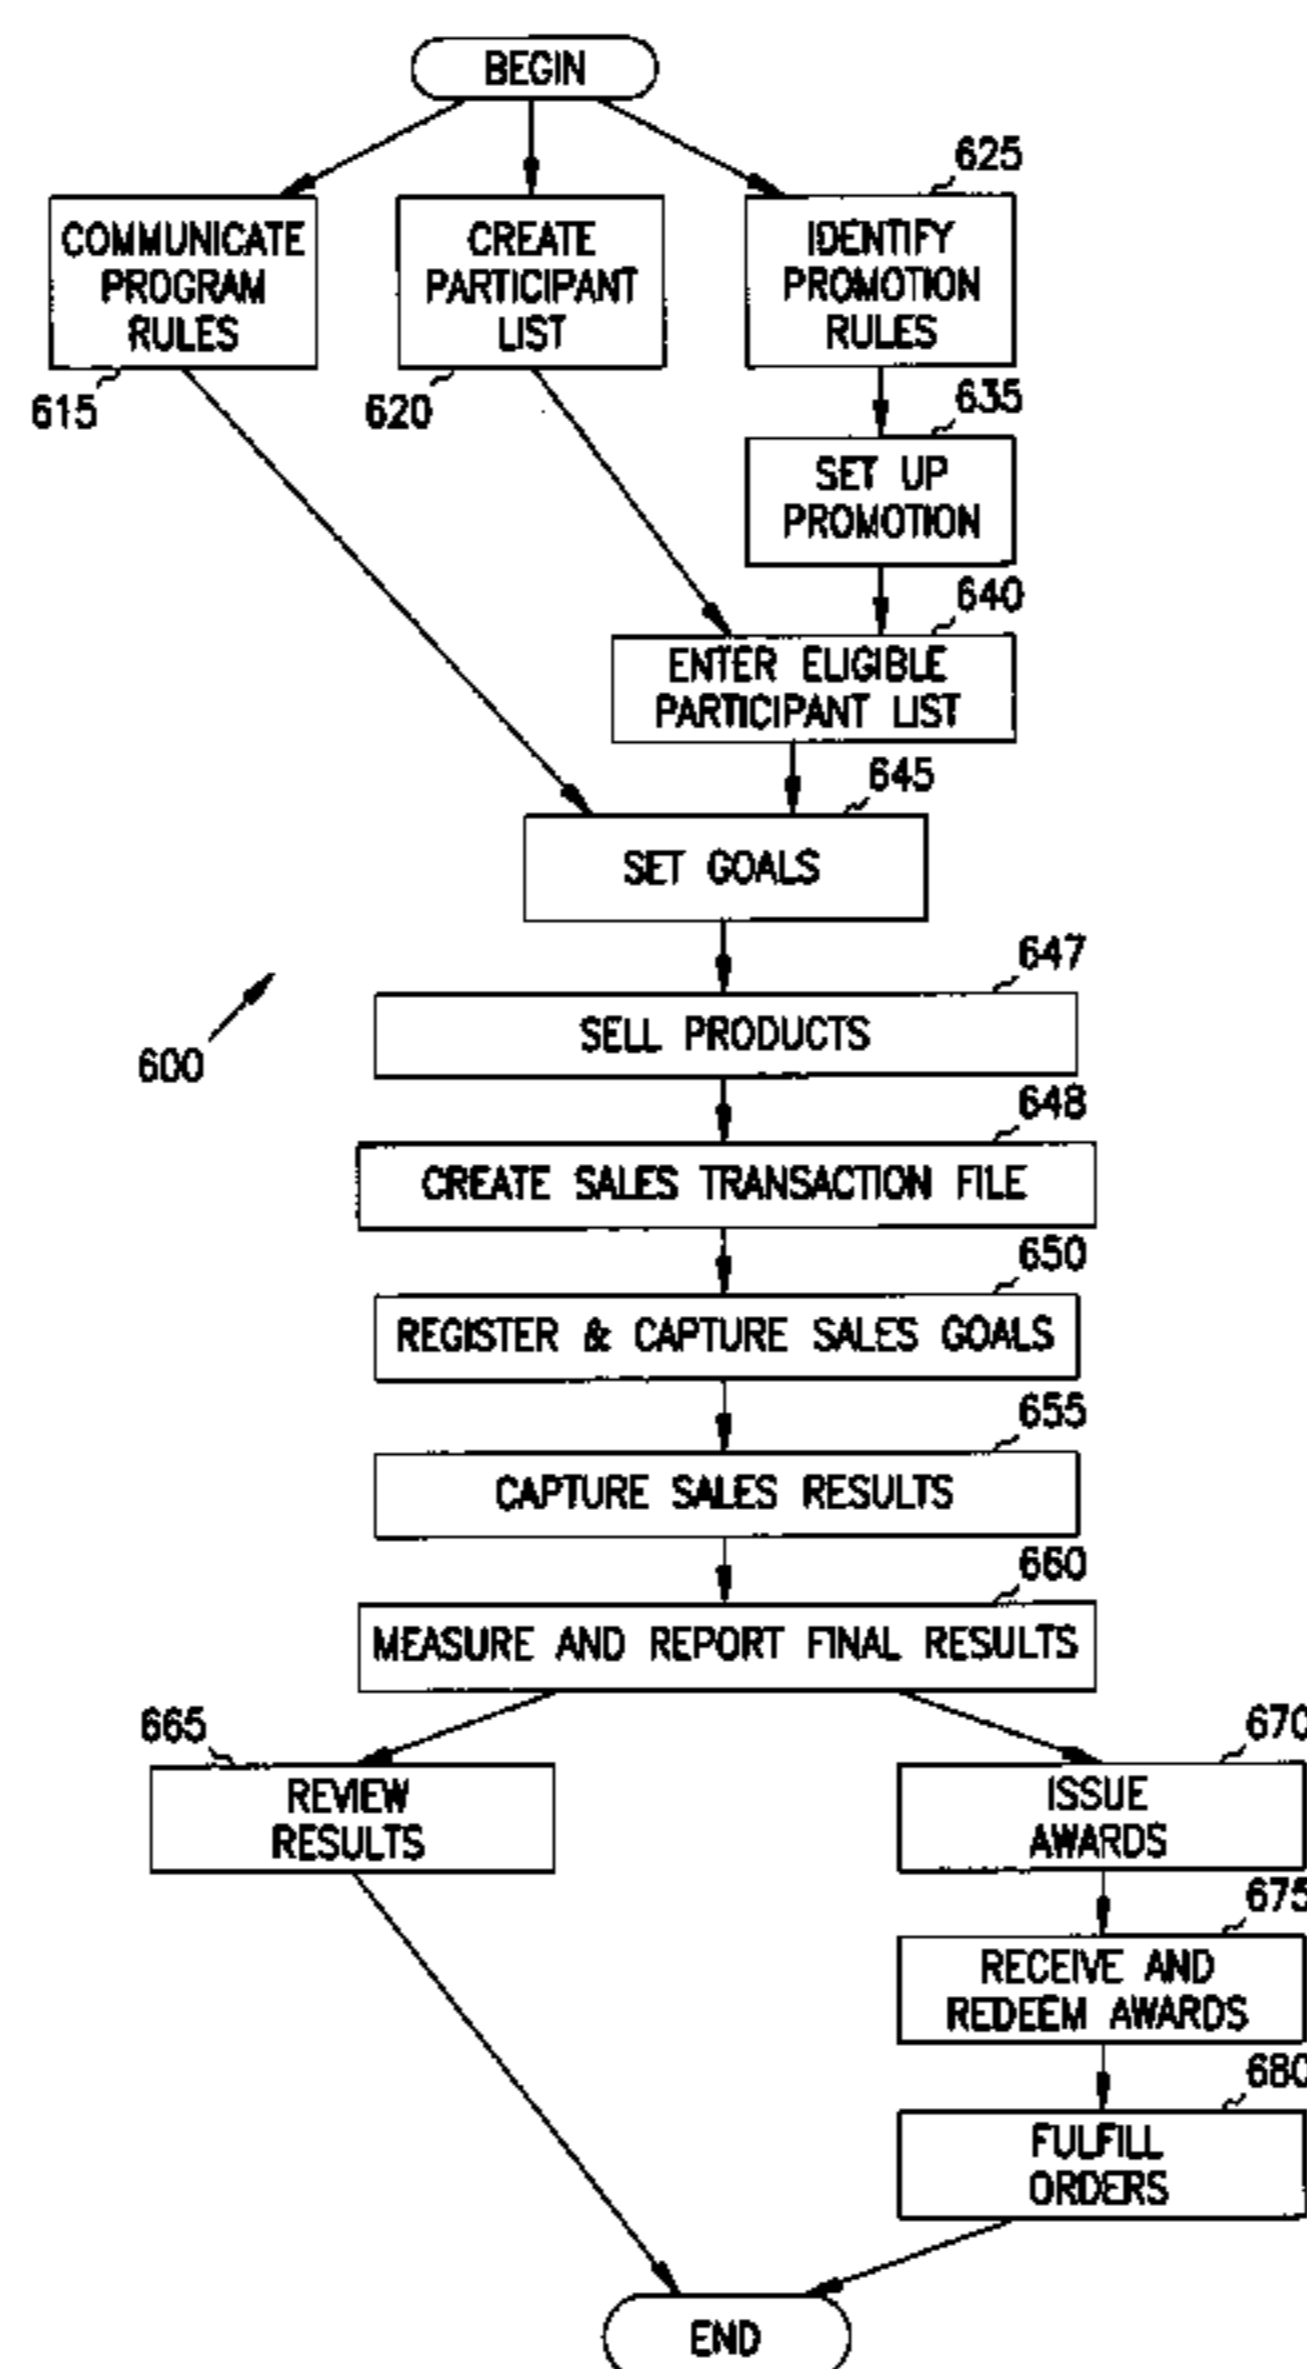 BEGIN
625
COMMUNICATE
PROGRAM
RULES
CREATE
PARTICIPANT
LIST
IDENTIFY
PROMOTION
RULES
615
620
635
SET UP
PROMOTION
640
ENTER ELIGIBLE
PARTICIPANT LIST
645
SET GOALS
647
SELL PRODUCTS
600
648
CREATE SALES TRANSACTION FILE
650
REGISTER & CAPTURE SALES GOALS
655
CAPTURE SALES RESULTS
660
MEASURE AND REPORT FINAL RESULTS
665
REVIEW
RESULTS
670
ISSUE
AWARDS
675
RECEIVE AND
REDEEM AWARDS
680
FULFILL
ORDERS
END